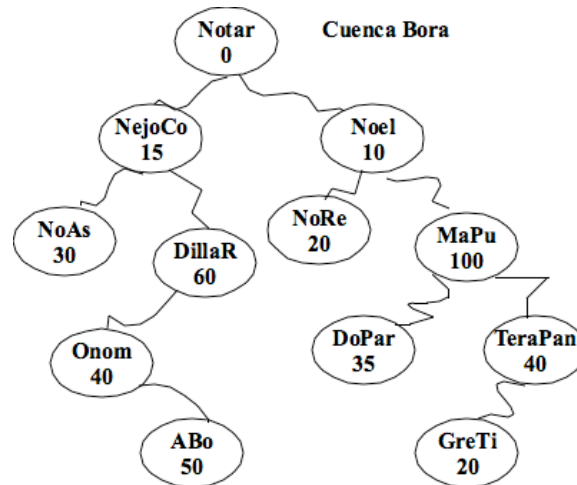 Notar
0
Cuenca Bora
NejoCo
15
Noel
10
NoAs
30
DillaR
60
NoRe
20
MaPu
100
Onom
40
DoPar
35
TeraPan
40
ABo
50
GreTi
20